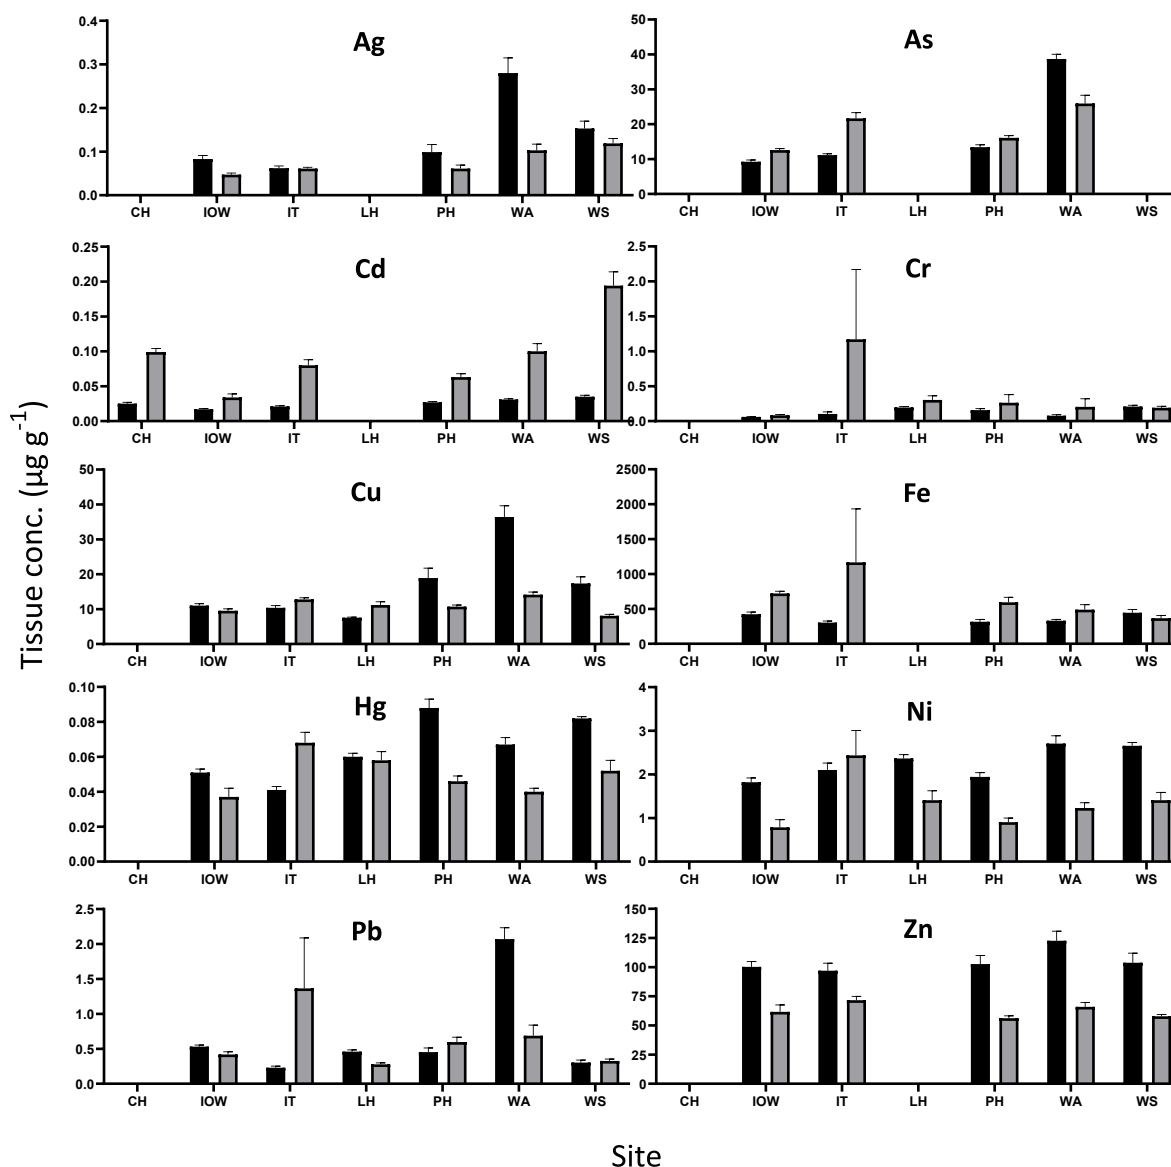 Tissue conc. (µg g-1)
Ag
0.4
0.3
0.2
0.1
0.0
CH IOW IT LH PH WA WS
As
50
40
30
20
10
0
CH IOW IT LH PH WA WS
Cd
0.25
0.20
0.15
0.10
0.05
0.00
CH IOW IT LH PH WA WS
Cr
2.5
2.0
1.5
1.0
0.5
0.0
CH IOW IT LH PH WA WS
Cu
50
40
30
20
10
0
CH IOW IT LH PH WA WS
Fe
2500
2000
1500
1000
500
0
CH IOW IT LH PH WA WS
Hg
0.10
0.08
0.06
0.04
0.02
0.00
CH IOW IT LH PH WA WS
Ni
4
3
2
1
0
CH IOW IT LH PH WA WS
Pb
2.5
2.0
1.5
1.0
0.5
0.0
CH IOW IT LH PH WA WS
Zn
150
125
100
75
50
25
0
CH IOW IT LH PH WA WS
Site